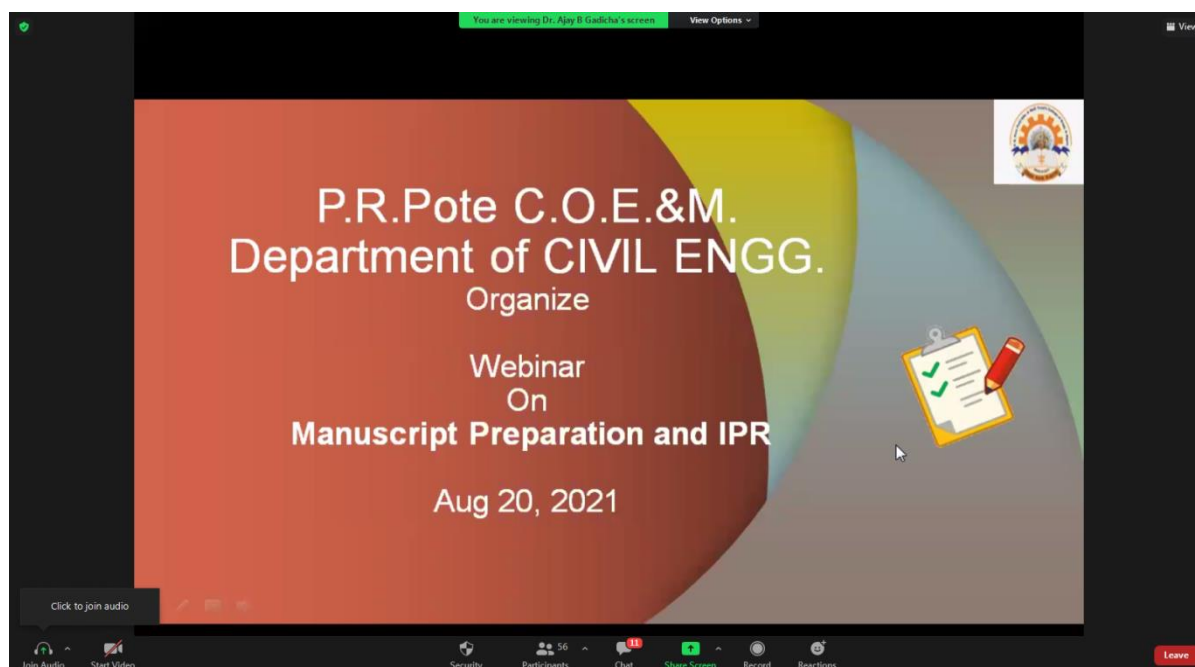 You are viewing Dr. Ajay B Gadicha's screen
View Options
View
P.R.Pote C.O.E.&M.
Department of CIVIL ENGG.
Organize
Webinar
On
Manuscript Preparation and IPR
Aug 20, 2021
Click to join audio
Join Audio
Start Video
Security
56
Participants
11
Chat
Share Screen
Record
Reactions
Leave